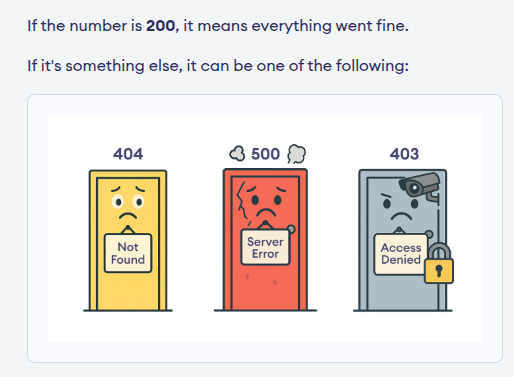 If the number is 200, it means everything went fine.
If it's something else, it can be one of the following:
404
500
403
Not
Found
Server
Error
Access
Denied